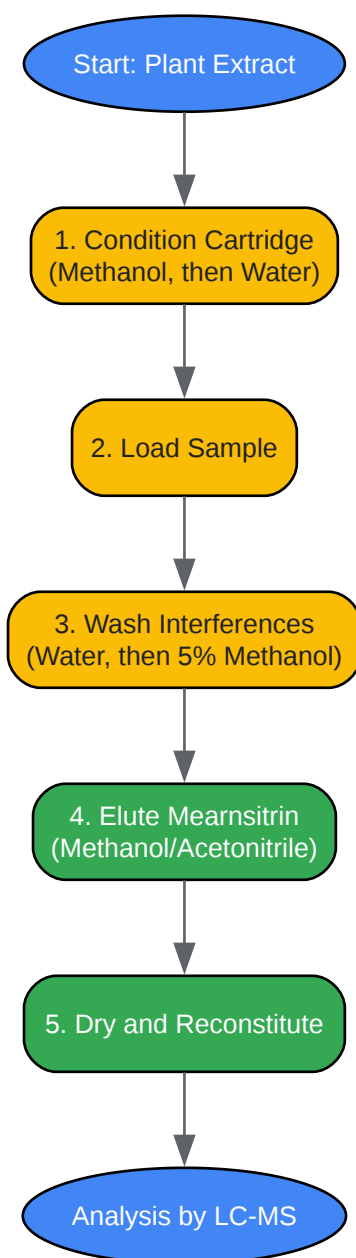 Start: Plant Extract
1. Condition Cartridge
(Methanol, then Water)
2. Load Sample
3. Wash Interferences
(Water, then 5% Methanol)
4. Elute Mearnsitrin
(Methanol/Acetonitrile)
5. Dry and Reconstitute
Analysis by LC-MS